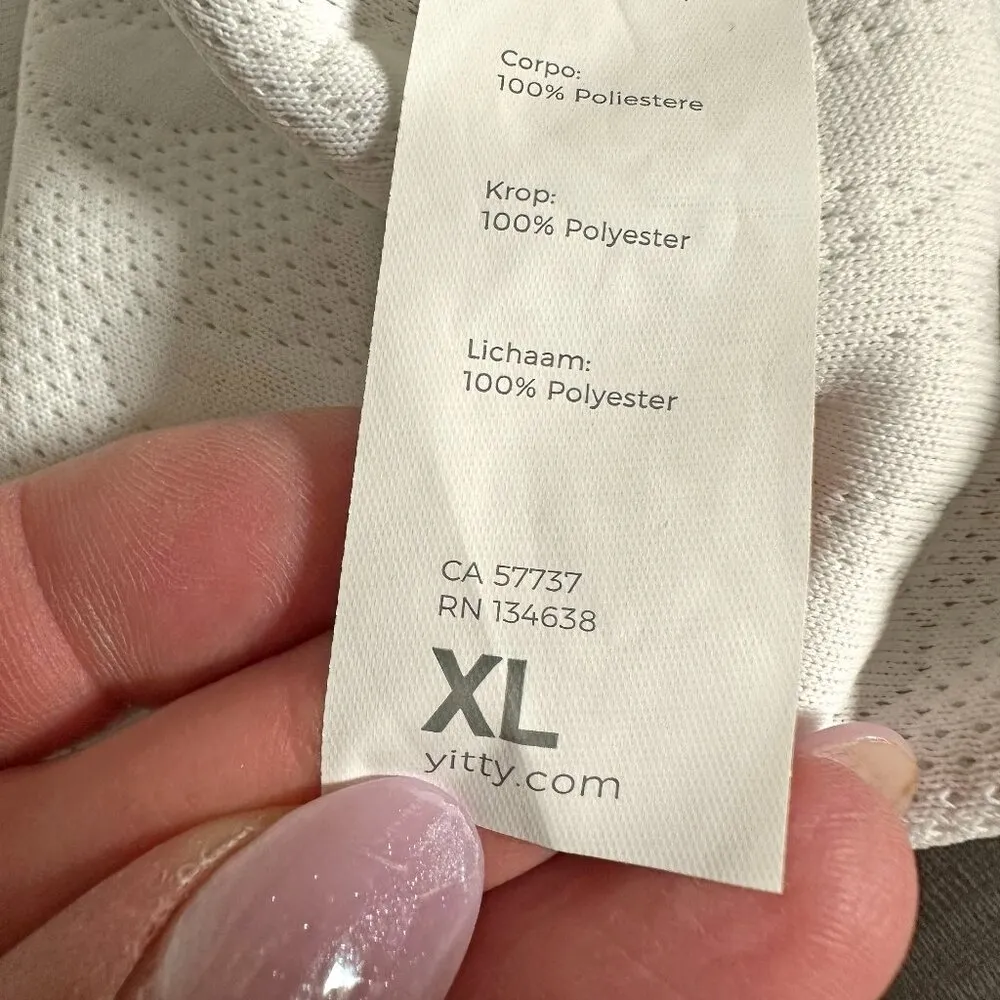 Corpo:
100% Poliestere
Krop:
100% Polyester
Lichaam:
100% Polyester
CA 57737
RN 134638
XL
yitty.com